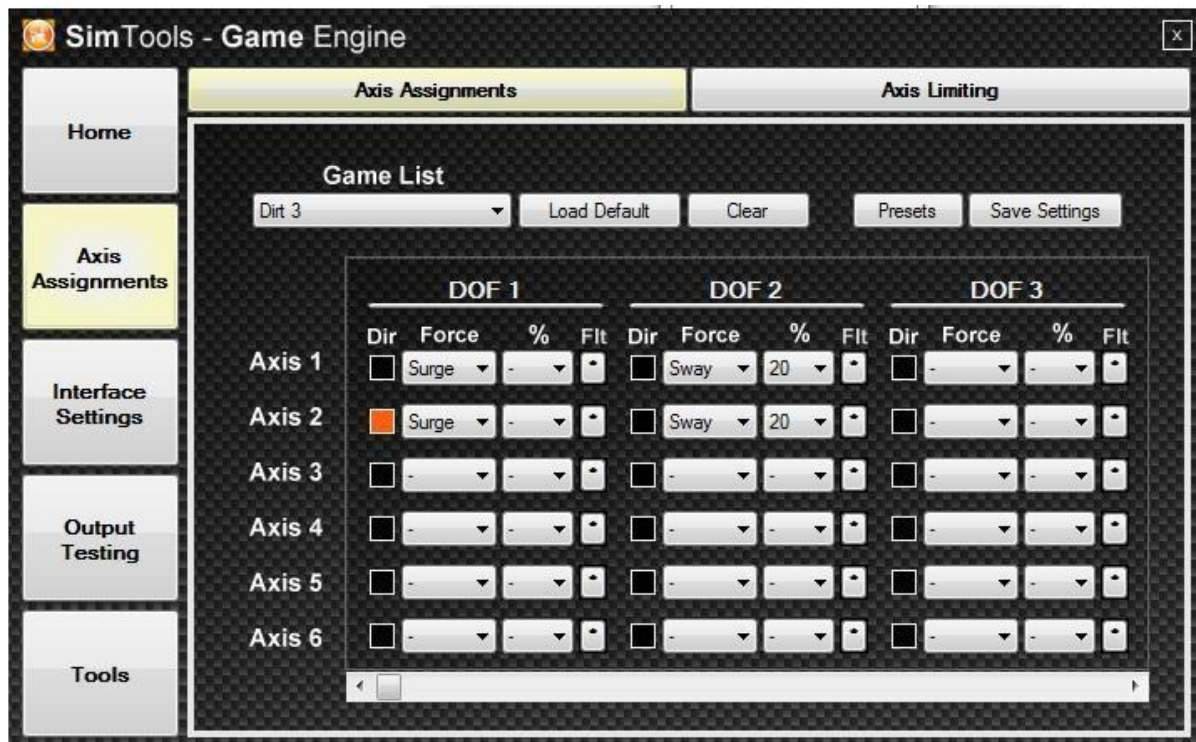 SimTools - Game Engine
X
Axis Assignments
Axis Limiting
Home
Axis
Assignments
Interface
Settings
Output
Testing
Tools
Game List
Dirt 3
Load Default
Clear
Presets
Save Settings
DOF 1
DOF 2
DOF 3
Dir Force % Flt Dir Force % Flt Dir Force % Flt
Axis 1 Surge - * Sway 20 * - - *
Axis 2 Surge - * Sway 20 * - - *
Axis 3 - - * - - * - - *
Axis 4 - - * - - * - - *
Axis 5 - - * - - * - - *
Axis 6 - - * - - * - - *